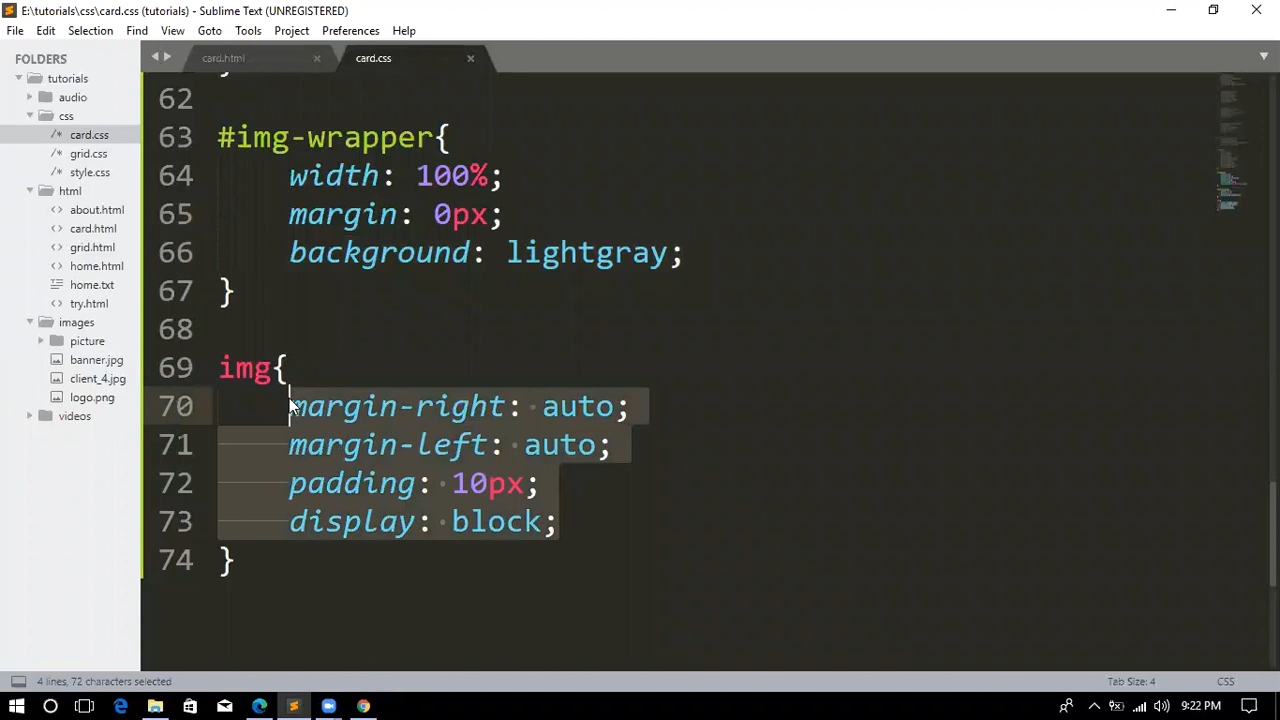 E:\tutorials\css\card.css (tutorials) - Sublime Text (UNREGISTERED)
File Edit Selection Find View Goto Tools Project Preferences Help
FOLDERS
tutorials
audio
css
/* card.css
/* grid.css
/* style.css
html
<> about.html
<> card.html
<> grid.html
<> home.html
home.txt
<> try.html
images
picture
banner.jpg
client_4.jpg
logo.png
videos
card.html
card.css
}
62
63 #img-wrapper{
64 width: 100%;
65 margin: 0px;
66 background: lightgray;
67 }
68
69 img{
70 margin-right: auto;
71 margin-left: auto;
72 padding: 10px;
73 display: block;
74 }
4 lines, 72 characters selected
Tab Size: 4
CSS
9:22 PM